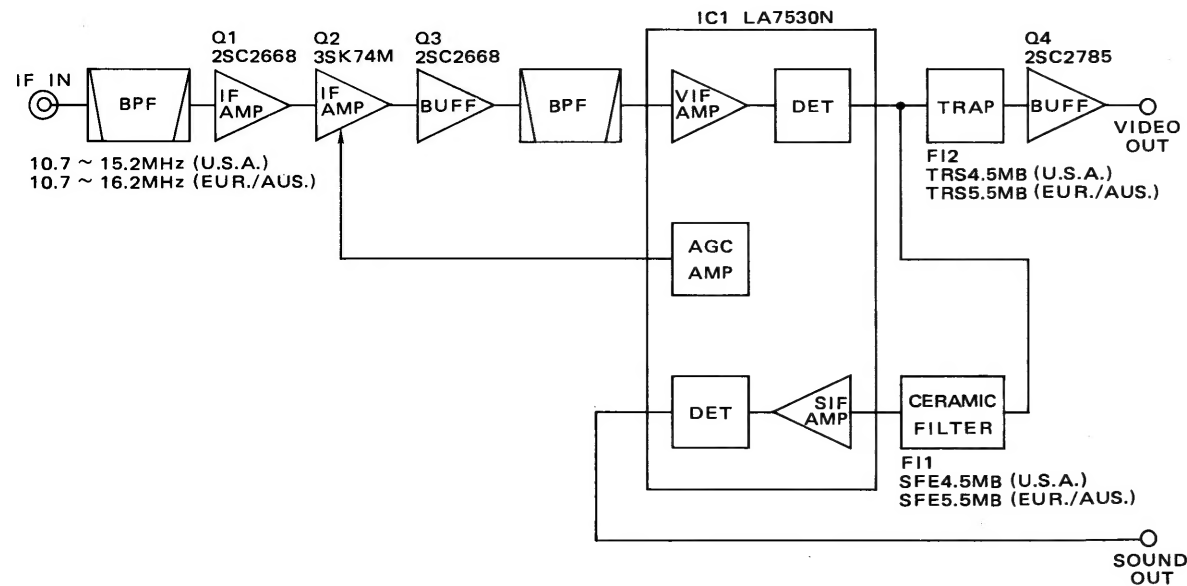 IC1 LA7530N
Q1
2SC2668
Q2
3SK74M
Q3
2SC2668
Q4
2SC2785
IF IN
BPF
IF
AMP
IF
AMP
BUFF
BPF
VIF
AMP
DET
TRAP
BUFF
VIDEO
OUT
10.7 ~ 15.2MHz (U.S.A.)
10.7 ~ 16.2MHz (EUR./AUS.)
FI2
TRS4.5MB (U.S.A.)
TRS5.5MB (EUR./AUS.)
AGC
AMP
DET
SIF
AMP
CERAMIC
FILTER
FI1
SFE4.5MB (U.S.A.)
SFE5.5MB (EUR./AUS.)
SOUND
OUT